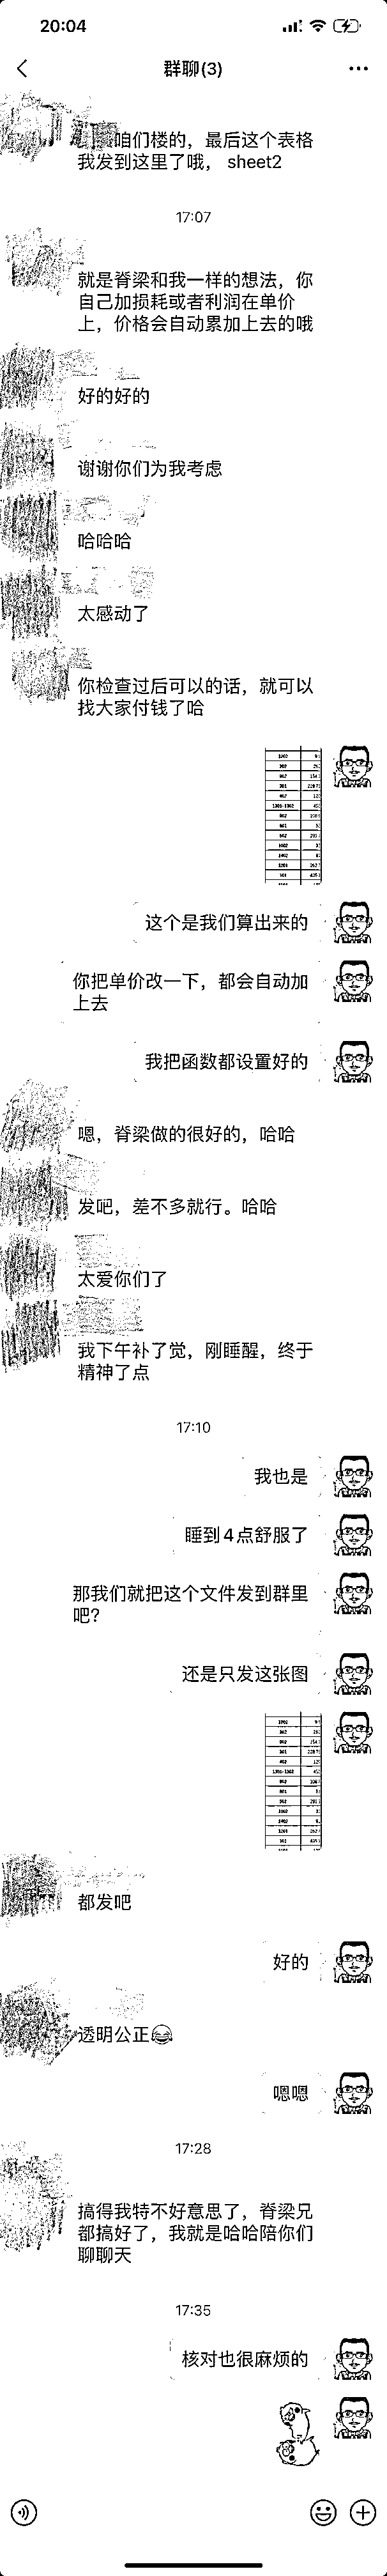 20:04
群聊(3)
咱们楼的，最后这个表格
我发到这里了哦， sheet2
17:07
就是脊梁和我一样的想法，你
自己加损耗或者利润在单价
上，价格会自动累加上去的哦
好的好的
谢谢你们为我考虑
哈哈哈
太感动了
你检查过后可以的话，就可以
找大家付钱了哈
这个是我们算出来的
你把单价改一下，都会自动加
上去
我把函数都设置好的
嗯，脊梁做的很好的，哈哈
发吧，差不多就行。哈哈
太爱你们了
我下午补了觉，刚睡醒，终于
精神了点
17:10
我也是
睡到4点舒服了
那我们就把这个文件发到群里
吧?
还是只发这张图
都发吧
好的
透明公正😂
嗯嗯
17:28
搞得我特不好意思了，脊梁兄
都搞好了，我就是哈哈陪你们
聊聊天
17:35
核对也很麻烦的